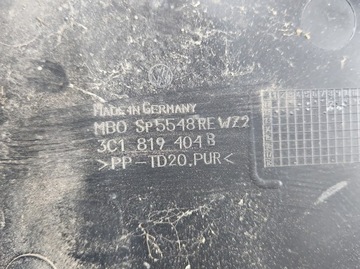 MADE IN GERMANY
MBO SP5548RE WZ2
3C1 819 404 B
>PP-TD20.PUR<